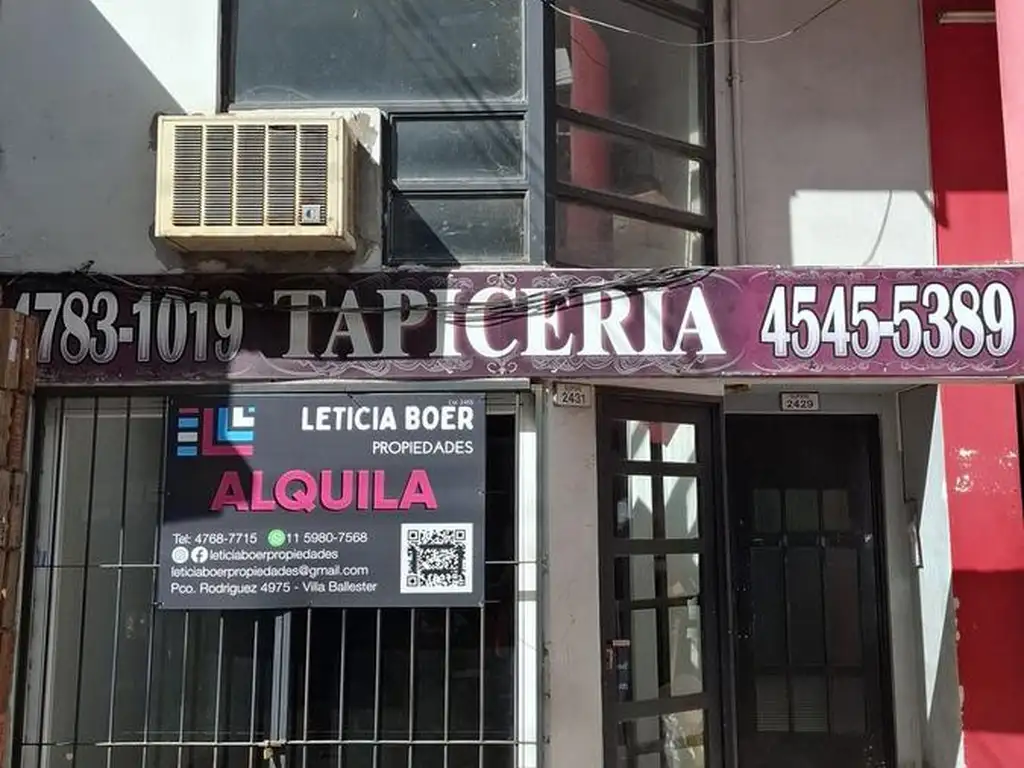 4783-1019 TAPICERIA 4545-5389
2431
2429
LETICIA BOER
PROPIEDADES
ALQUILA
Tel: 4768-7715 11 5980-7568
leticiaboerpropiedades
leticiaboerpropiedades@gmail.com
Pco. Rodriguez 4975 - Villa Ballester